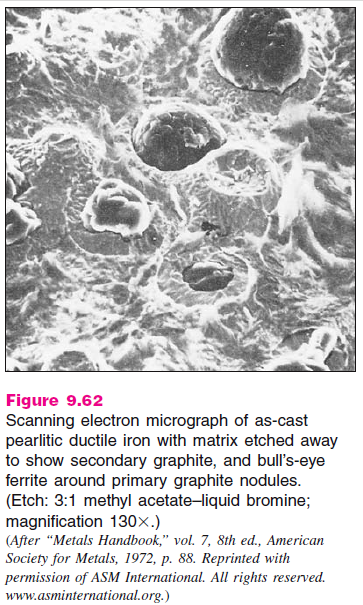 Figure 9.62
Scanning electron micrograph of as-cast
pearlitic ductile iron with matrix etched away
to show secondary graphite, and bull's-eye
ferrite around primary graphite nodules.
(Etch: 3:1 methyl acetate–liquid bromine;
magnification 130×.)
(After “Metals Handbook,” vol. 7, 8th ed., American
Society for Metals, 1972, p. 88. Reprinted with
permission of ASM International. All rights reserved.
www.asminternational.org.)